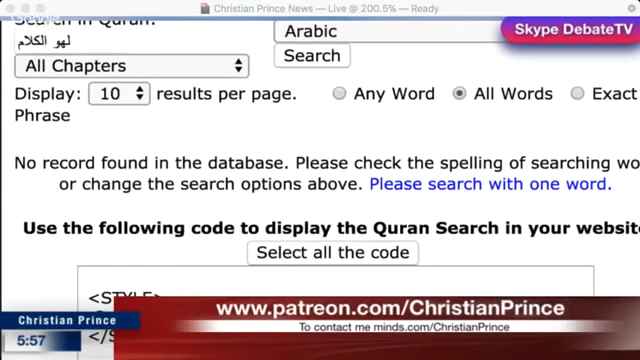 Christian Prince News — Live @ 200.5% — Ready
Search in Quran:
Google
Arabic
Skype DebateTV
لهو الكلام
Search
All Chapters
Display: 10 results per page. Any Word All Words Exact
Phrase
No record found in the database. Please check the spelling of searching wo
or change the search options above. Please search with one word.
Use the following code to display the Quran Search in your website
Select all the code
<STYLE>
www.patreon.com/ChristianPrince
Christian Prince
To contact me minds.com/ChristianPrince
5:57
</S